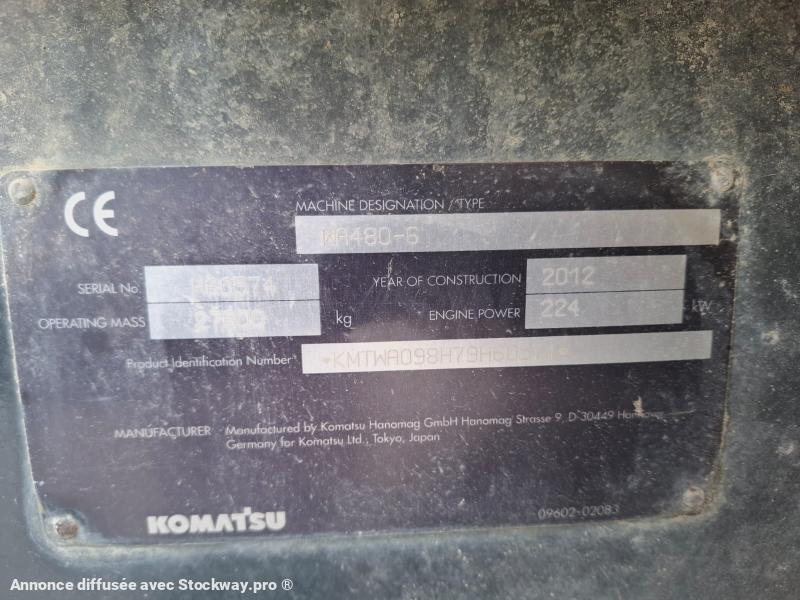 CE
MACHINE DESIGNATION / TYPE
WA480-6
SERIAL No. H60574
YEAR OF CONSTRUCTION 2012
OPERATING MASS kg
ENGINE POWER 224 kW
Product Identification Number
MANUFACTURER Manufactured by Komatsu Hanomag GmbH Hanomag Strasse 9, D-30449 Hannover
Germany for Komatsu Ltd., Tokyo, Japan
KOMATSU
09602-02083
Annonce diffusée avec Stockway.pro ®